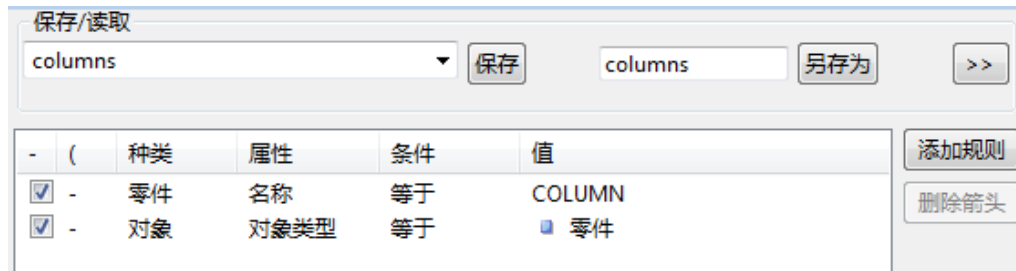 保存/读取
columns 保存 columns 另存为 >>
- ( 种类 属性 条件 值 添加规则
- 零件 名称 等于 COLUMN 删除箭头
- 对象 对象类型 等于 零件